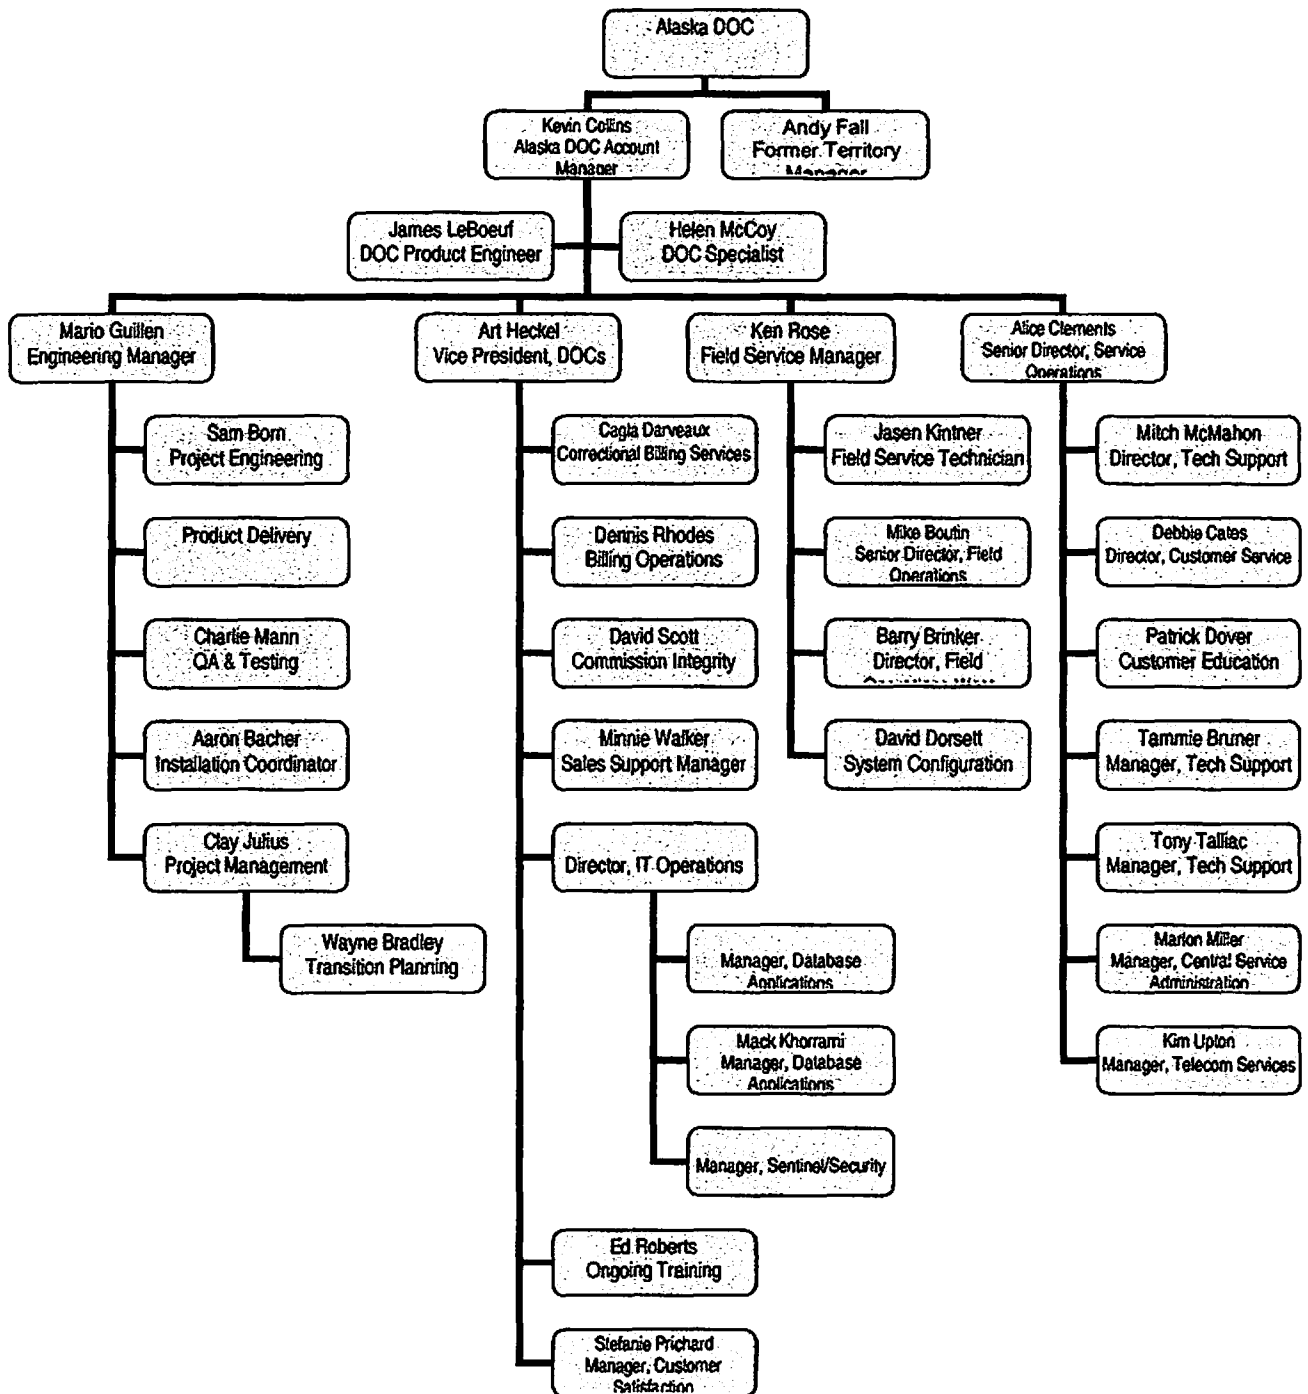 Alaska DOC
Kevin Collins
Alaska DOC Account
Manager
Andy Fall
Former Territory
Manager
James LeBoeuf
DOC Product Engineer
Helen McCoy
DOC Specialist
Mario Guillen
Engineering Manager
Sam Born
Project Engineering
Product Delivery
Charlie Mann
QA & Testing
Aaron Bacher
Installation Coordinator
Clay Julius
Project Management
Wayne Bradley
Transition Planning
Art Heckel
Vice President, DOCs
Cagla Darveaux
Correctional Billing Services
Dennis Rhodes
Billing Operations
David Scott
Commission Integrity
Minnie Walker
Sales Support Manager
Director, IT Operations
Manager, Database
Applications
Mack Khorrami
Manager, Database
Applications
Manager, Sentinel/Security
Ed Roberts
Ongoing Training
Stefanie Prichard
Manager, Customer
Satisfaction
Ken Rose
Field Service Manager
Jasen Kintner
Field Service Technician
Mike Boutin
Senior Director, Field
Operations
Barry Brinker
Director, Field
David Dorsett
System Configuration
Alice Clements
Senior Director, Service
Operations
Mitch McMahon
Director, Tech Support
Debbie Cates
Director, Customer Service
Patrick Dover
Customer Education
Tammie Bruner
Manager, Tech Support
Tony Talliac
Manager, Tech Support
Marlon Miller
Manager, Central Service
Administration
Kim Upton
Manager, Telecom Services